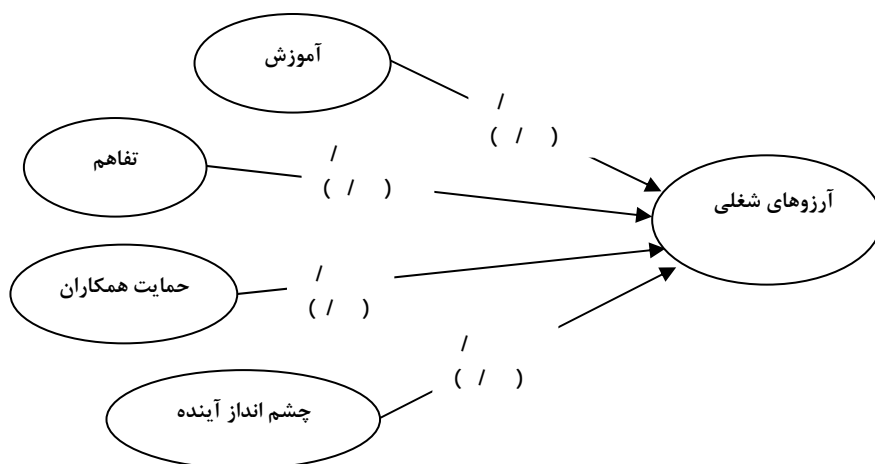 آموزش
/
( / )
تفاهم
/
( / )
آرزوهای شغلی
حمایت همکاران
/
( / )
چشم انداز آینده
/
( / )